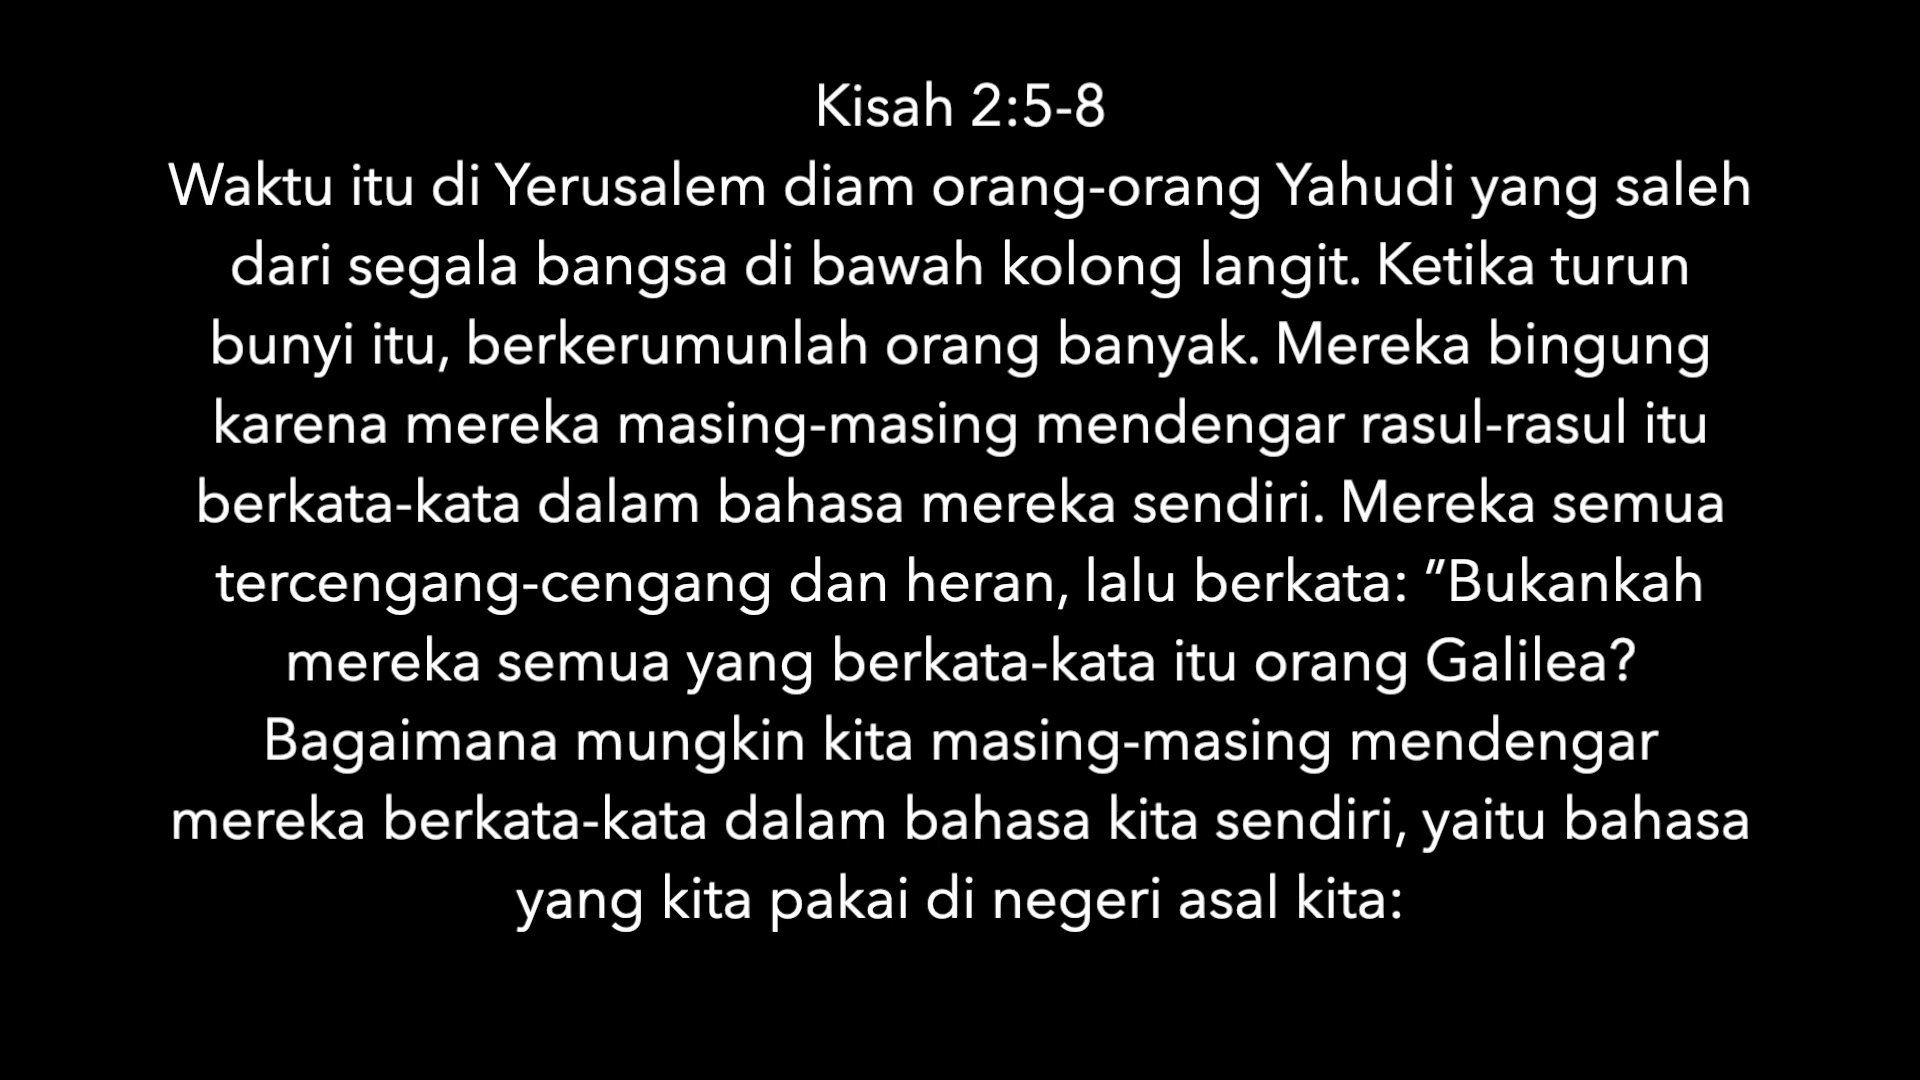 Kisah 2:5-8
Waktu itu di Yerusalem diam orang-orang Yahudi yang saleh
dari segala bangsa di bawah kolong langit. Ketika turun
bunyi itu, berkerumunlah orang banyak. Mereka bingung
karena mereka masing-masing mendengar rasul-rasul itu
berkata-kata dalam bahasa mereka sendiri. Mereka semua
tercengang-cengang dan heran, lalu berkata: ”Bukankah
mereka semua yang berkata-kata itu orang Galilea?
Bagaimana mungkin kita masing-masing mendengar
mereka berkata-kata dalam bahasa kita sendiri, yaitu bahasa
yang kita pakai di negeri asal kita: